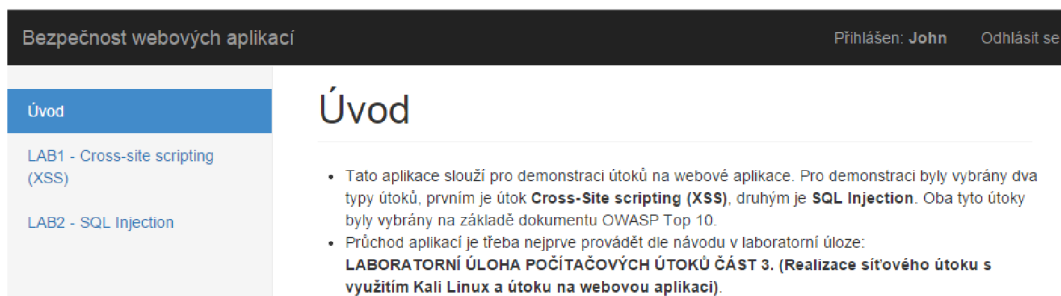 Bezpečnost webových aplikací
Přihlášen: John
Odhlásit se
Úvod
LAB1 - Cross-site scripting
(XSS)
LAB2 - SQL Injection
Úvod
• Tato aplikace slouží pro demonstraci útoků na webové aplikace. Pro demonstraci byly vybrány dva
typy útoků, prvním je útok Cross-Site scripting (XSS), druhým je SQL Injection. Oba tyto útoky
byly vybrány na základě dokumentu OWASP Top 10.
• Průchod aplikací je třeba nejprve provádět dle návodu v laboratorní úloze:
LABORATORNÍ ÚLOHA POČÍTAČOVÝCH ÚTOKŮ ČÁST 3. (Realizace síťového útoku s
využitím Kali Linux a útoku na webovou aplikaci).